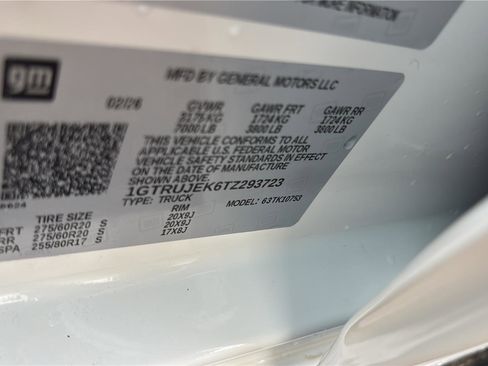 MORE INFORMATION
gm
MFD BY GENERAL MOTORS LLC
02/26 GVWR GAWR FRT GAWR RR
3175 KG 1724 KG 1724 KG
7000 LB 3800 LB 3800 LB
THIS VEHICLE CONFORMS TO ALL
APPLICABLE U.S. FEDERAL MOTOR
VEHICLE SAFETY STANDARDS IN EFFECT
ON THE DATE OF MANUFACTURE
SHOWN ABOVE.
1GTRUJEK6TZ293723
TYPE: TRUCK MODEL: 63TK10753
TIRE SIZE RIM
FRT 275/60R20 S 20X9J
RR 275/60R20 S 20X9J
SPA 255/80R17 S 17X8J